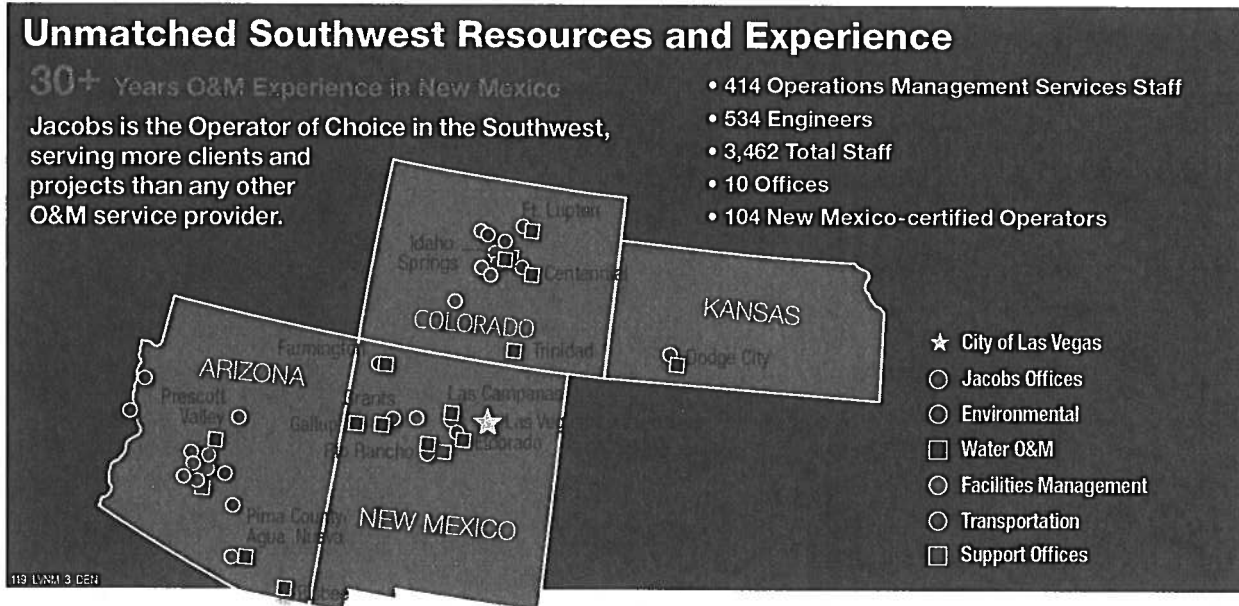 Unmatched Southwest Resources and Experience
30+ Years O&M Experience in New Mexico
Jacobs is the Operator of Choice in the Southwest,
serving more clients and
projects than any other
O&M service provider.
• 414 Operations Management Services Staff
• 534 Engineers
• 3,462 Total Staff
• 10 Offices
• 104 New Mexico-certified Operators
Ft. Lupton
Idaho
Springs
Centennial
COLORADO
Trinidad
KANSAS
Dodge City
ARIZONA
Prescott
Valley
Pima County
Agua Nueva
Bisbee
Farmington
Grants
Gallup
Rio Rancho
Las Campanas
Las Vegas
Eldorado
NEW MEXICO
City of Las Vegas
Jacobs Offices
Environmental
Water O&M
Facilities Management
Transportation
Support Offices
119 LVNM 3 DEN